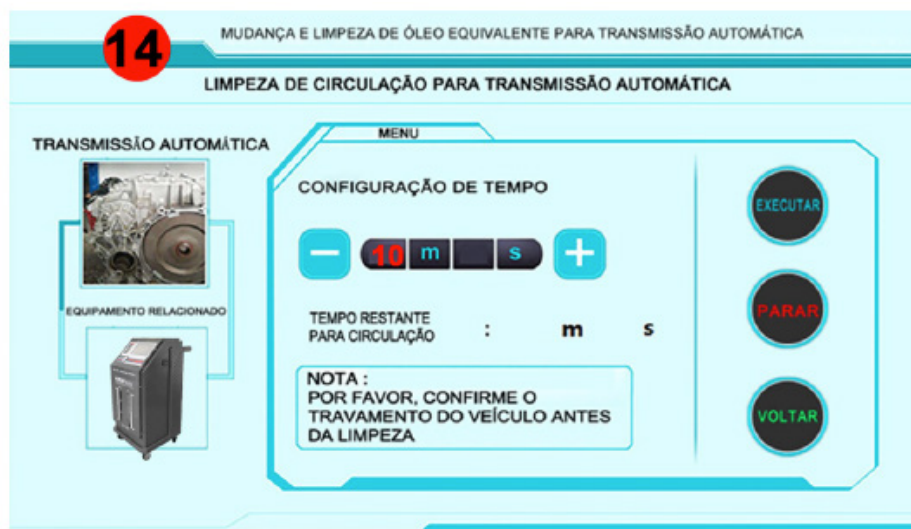 14
MUDANÇA E LIMPEZA DE ÓLEO EQUIVALENTE PARA TRANSMISSÃO AUTOMÁTICA
LIMPEZA DE CIRCULAÇÃO PARA TRANSMISSÃO AUTOMÁTICA
TRANSMISSÃO AUTOMÁTICA
EQUIPAMENTO RELACIONADO
MENU
CONFIGURAÇÃO DE TEMPO
− 10 m s +
TEMPO RESTANTE
PARA CIRCULAÇÃO : m s
NOTA :
POR FAVOR, CONFIRME O
TRAVAMENTO DO VEÍCULO ANTES
DA LIMPEZA
EXECUTAR
PARAR
VOLTAR